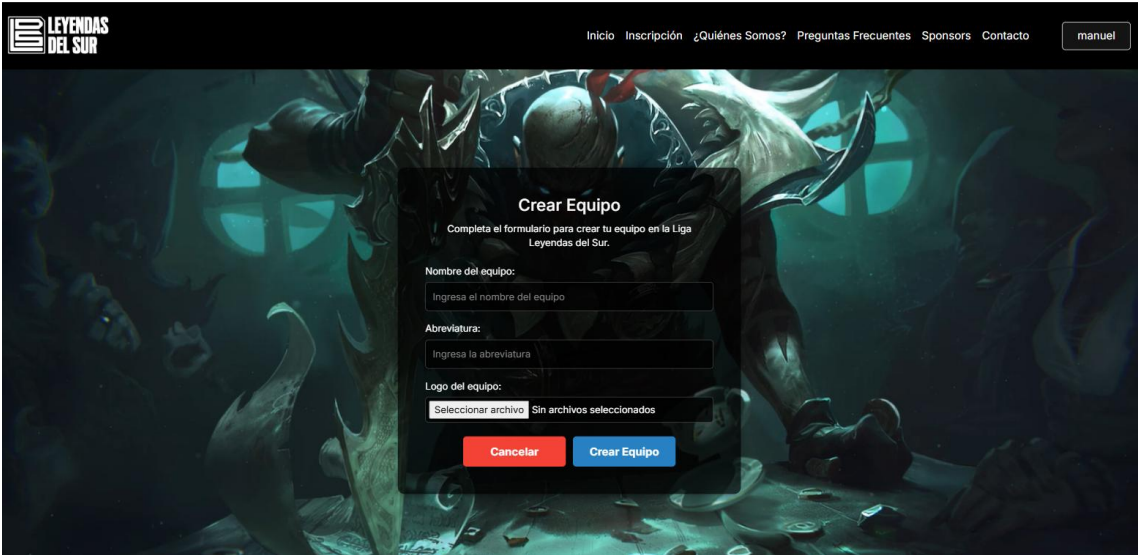 LEYENDAS
DEL SUR
Inicio Inscripción ¿Quiénes Somos? Preguntas Frecuentes Sponsors Contacto manuel
Crear Equipo
Completa el formulario para crear tu equipo en la Liga
Leyendas del Sur.
Nombre del equipo:
Ingresa el nombre del equipo
Abreviatura:
Ingresa la abreviatura
Logo del equipo:
Seleccionar archivo Sin archivos seleccionados
Cancelar Crear Equipo